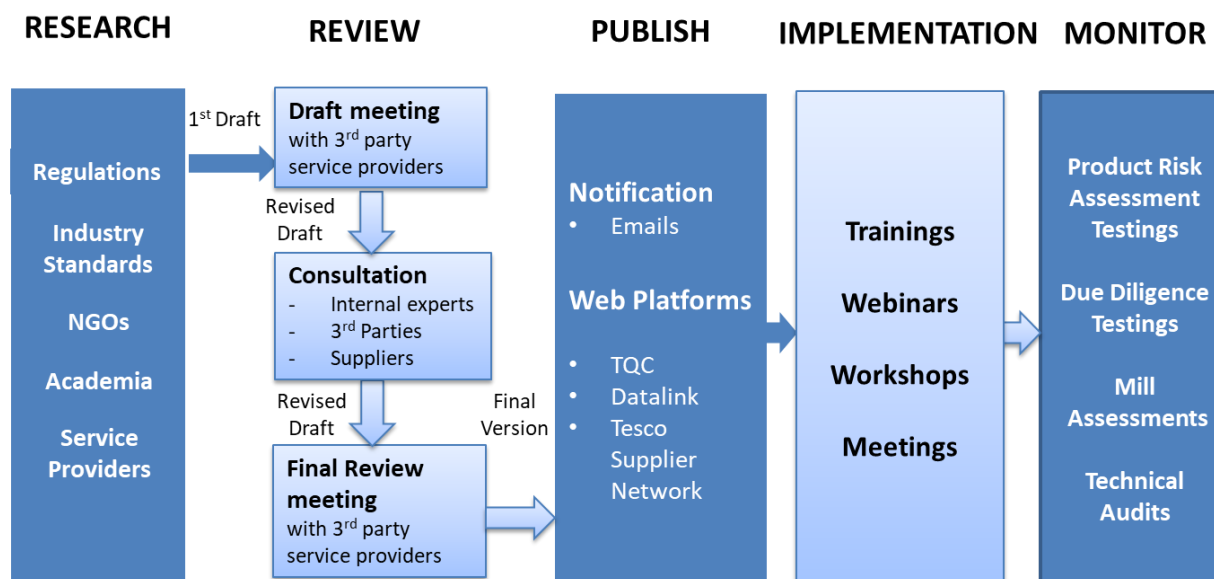 RESEARCH
REVIEW
PUBLISH
IMPLEMENTATION
MONITOR
Regulations
Industry
Standards
NGOs
Academia
Service
Providers
1st Draft
Draft meeting
with 3rd party
service providers
Revised
Draft
Consultation
- Internal experts
- 3rd Parties
- Suppliers
Revised
Draft
Final Review
meeting
with 3rd party
service providers
Final
Version
Notification
• Emails
Web Platforms
• TQC
• Datalink
• Tesco
Supplier
Network
Trainings
Webinars
Workshops
Meetings
Product Risk
Assessment
Testings
Due Diligence
Testings
Mill
Assessments
Technical
Audits